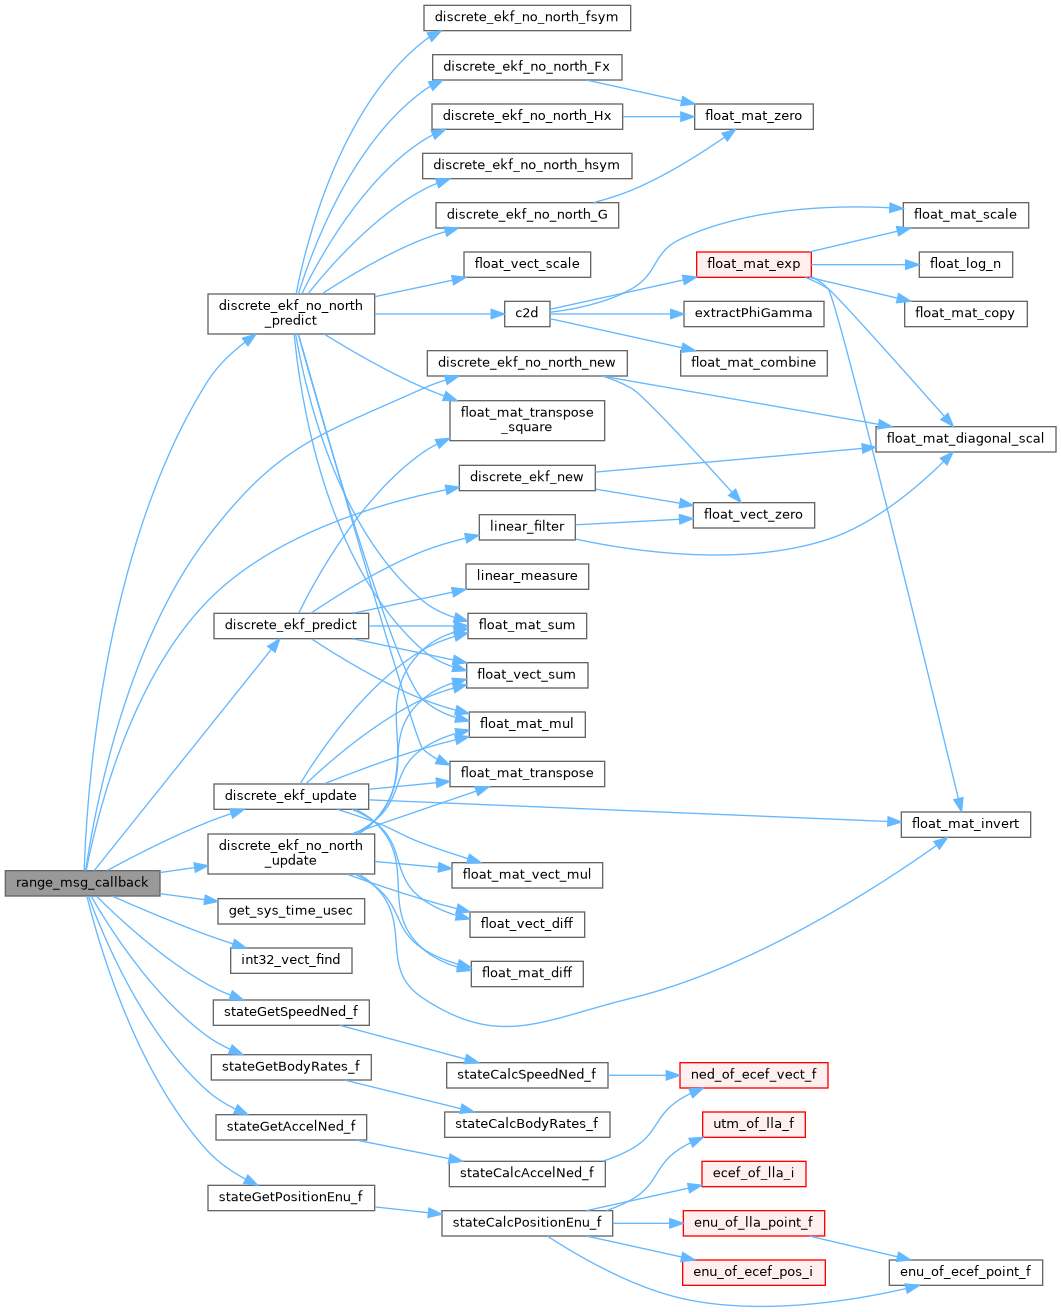 discrete_ekf_no_north_fsym
discrete_ekf_no_north_Fx
discrete_ekf_no_north_Hx
float_mat_zero
discrete_ekf_no_north_hsym
discrete_ekf_no_north_G
float_mat_scale
float_vect_scale
float_mat_exp
float_log_n
discrete_ekf_no_north
_predict
c2d
extractPhiGamma
float_mat_copy
discrete_ekf_no_north_new
float_mat_combine
float_mat_transpose
_square
float_mat_diagonal_scal
discrete_ekf_new
float_vect_zero
linear_filter
linear_measure
discrete_ekf_predict
float_mat_sum
float_vect_sum
float_mat_mul
float_mat_transpose
discrete_ekf_update
float_mat_invert
discrete_ekf_no_north
_update
float_mat_vect_mul
range_msg_callback
get_sys_time_usec
float_vect_diff
int32_vect_find
float_mat_diff
stateGetSpeedNed_f
stateGetBodyRates_f
stateCalcSpeedNed_f
ned_of_ecef_vect_f
stateGetAccelNed_f
stateCalcBodyRates_f
utm_of_lla_f
stateCalcAccelNed_f
ecef_of_lla_i
stateGetPositionEnu_f
stateCalcPositionEnu_f
enu_of_lla_point_f
enu_of_ecef_pos_i
enu_of_ecef_point_f